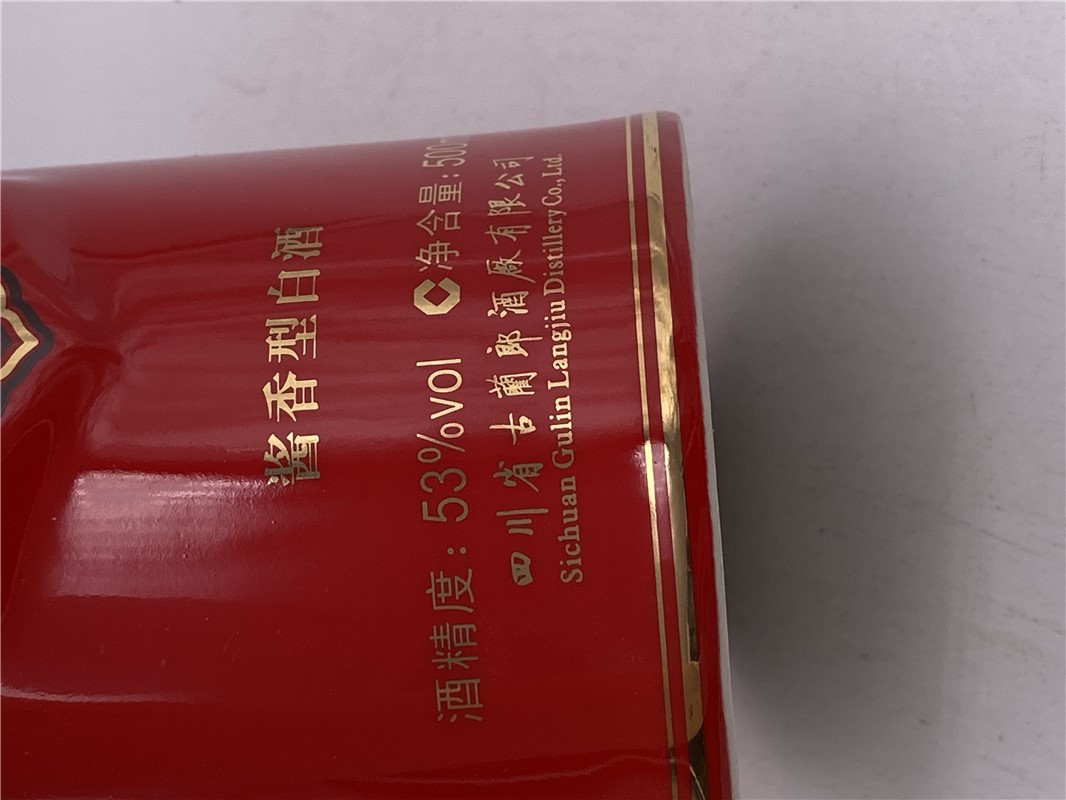 酱香型白酒
酒精度：53%vol 净含量：500
四川省古蔺郎酒厂有限公司
Sichuan Gulin Langjiu Distillery Co., Ltd.